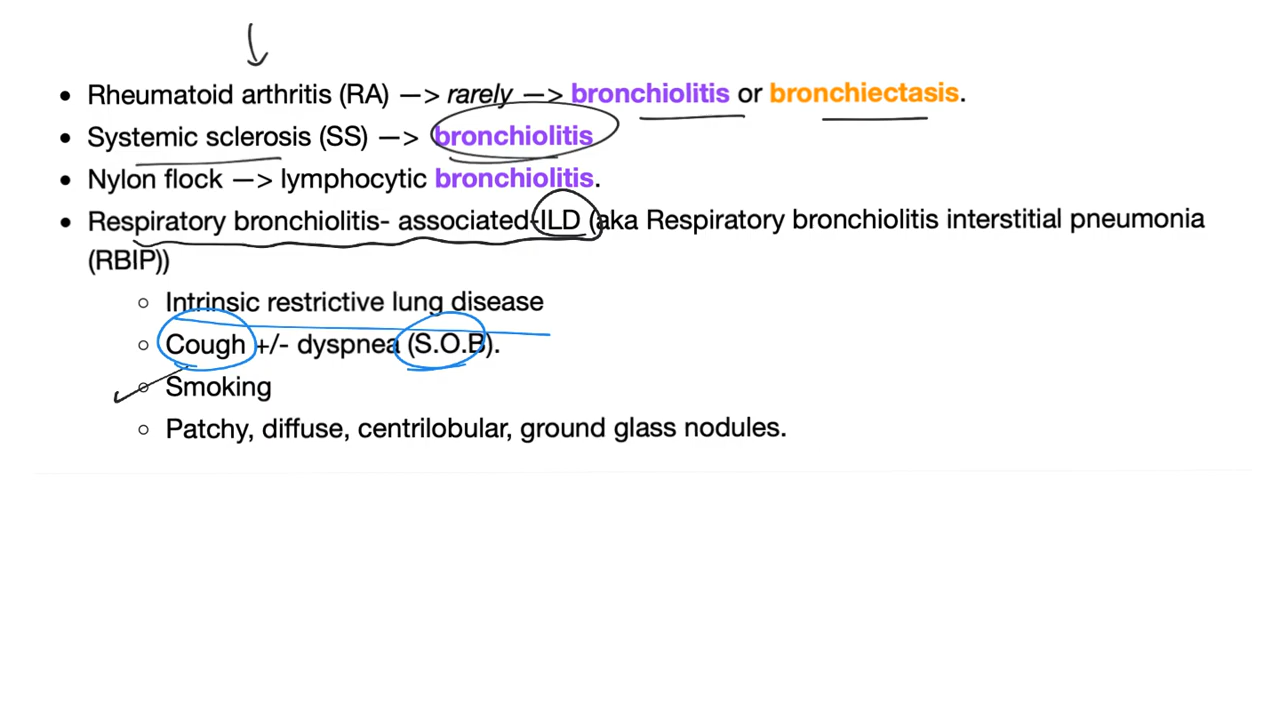 • Rheumatoid arthritis (RA) —> rarely —> bronchiolitis or bronchiectasis.
• Systemic sclerosis (SS) —> bronchiolitis
• Nylon flock —> lymphocytic bronchiolitis.
• Respiratory bronchiolitis- associated-ILD (aka Respiratory bronchiolitis interstitial pneumonia
(RBIP))
○ Intrinsic restrictive lung disease
○ Cough +/- dyspnea (S.O.B).
○ Smoking
○ Patchy, diffuse, centrilobular, ground glass nodules.